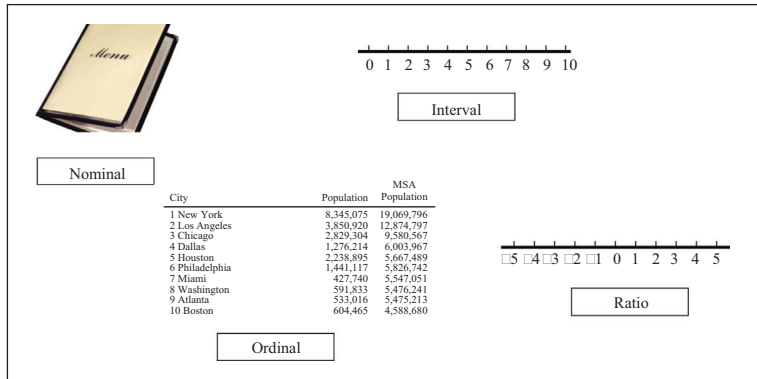 Menu
0 1 2 3 4 5 6 7 8 9 10
Interval
Nominal
MSA
City Population Population
1 New York 8,345,075 19,069,796
2 Los Angeles 3,850,920 12,874,797
3 Chicago 2,829,304 9,580,567
4 Dallas 1,276,214 6,003,967
5 Houston 2,238,895 5,667,489
6 Philadelphia 1,441,117 5,826,742
7 Miami 427,740 5,547,051
8 Washington 591,833 5,476,241
9 Atlanta 533,016 5,475,213
10 Boston 604,465 4,588,680
Ordinal
□5 □4 □3 □2 □1 0 1 2 3 4 5
Ratio